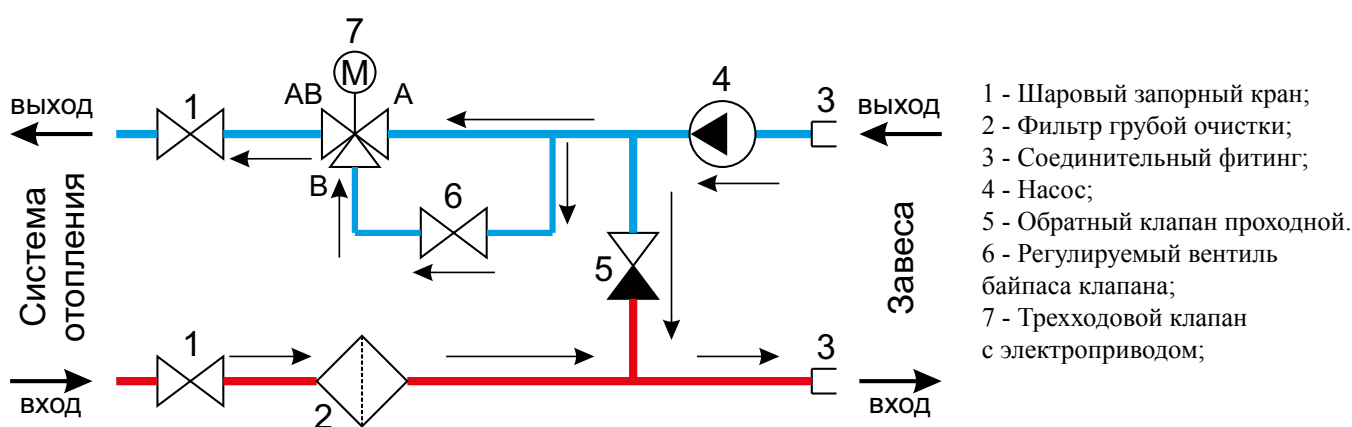 7
M
AB
A
4
выход
1
3
выход
B
6
Система
отопления
5
Завеса
1
3
вход
2
вход
1 - Шаровый запорный кран;
2 - Фильтр грубой очистки;
3 - Соединительный фитинг;
4 - Насос;
5 - Обратный клапан проходной.
6 - Регулируемый вентиль
байпаса клапана;
7 - Трехходовой клапан
с электроприводом;